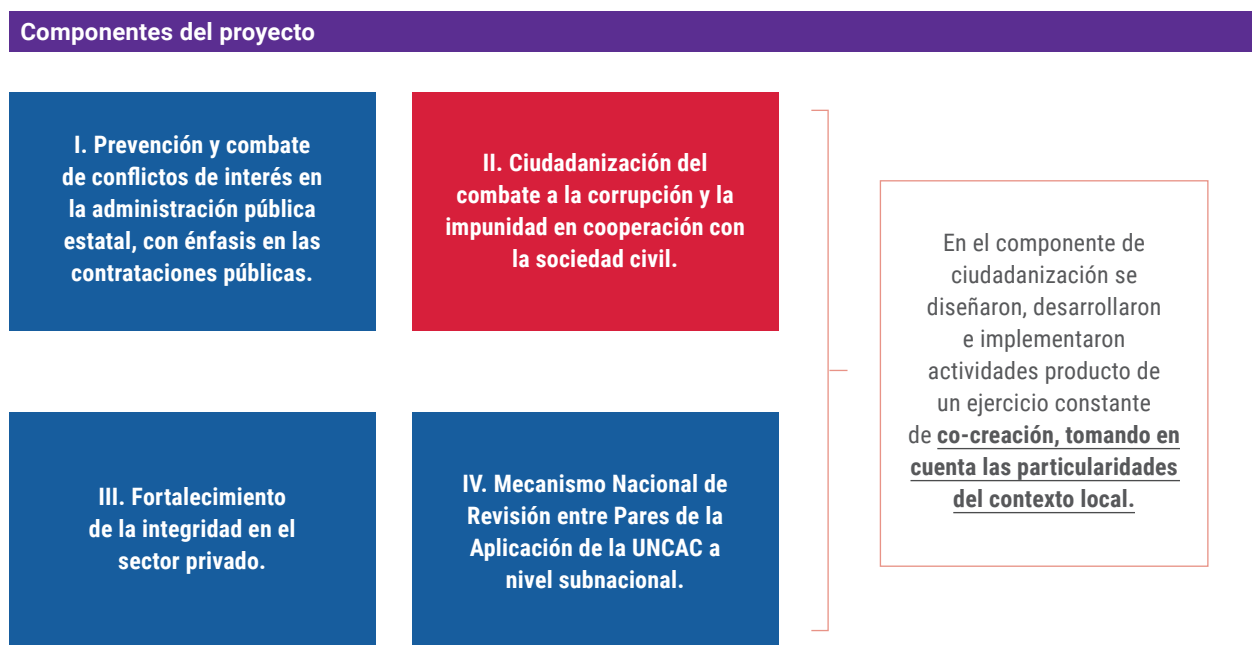 Componentes del proyecto
I. Prevención y combate
de conflictos de interés en
la administración pública
estatal, con énfasis en las
contrataciones públicas.
II. Ciudadanización del
combate a la corrupción y la
impunidad en cooperación con
la sociedad civil.
III. Fortalecimiento
de la integridad en el
sector privado.
IV. Mecanismo Nacional de
Revisión entre Pares de la
Aplicación de la UNCAC a
nivel subnacional.
En el componente de
ciudadanización se
diseñaron, desarrollaron
e implementaron
actividades producto de
un ejercicio constante
de co-creación, tomando en
cuenta las particularidades
del contexto local.